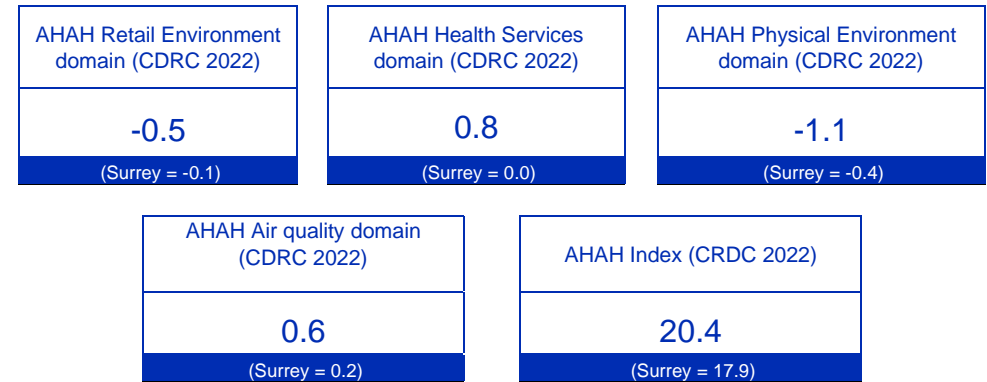 AHAH Retail Environment
domain (CDRC 2022)
-0.5
(Surrey = -0.1)
AHAH Health Services
domain (CDRC 2022)
0.8
(Surrey = 0.0)
AHAH Physical Environment
domain (CDRC 2022)
-1.1
(Surrey = -0.4)
AHAH Air quality domain
(CDRC 2022)
0.6
(Surrey = 0.2)
AHAH Index (CRDC 2022)
20.4
(Surrey = 17.9)